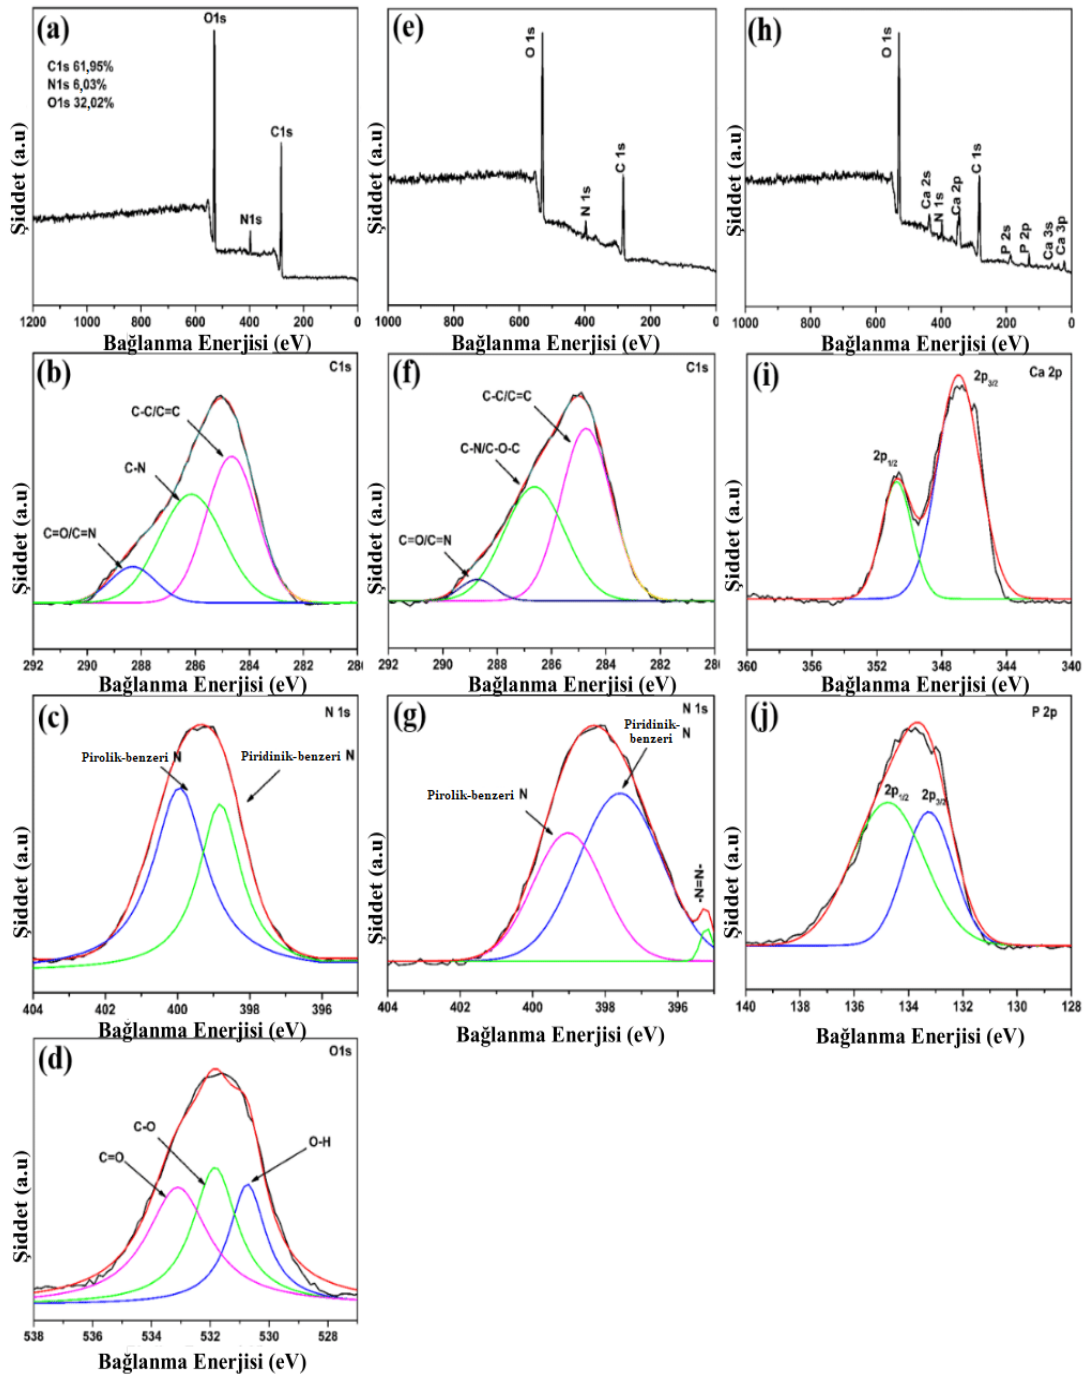 (a)
O1s
C1s 61,95%
N1s 6,03%
O1s 32,02%
C1s
N1s
Şiddet (a.u)
1200 1000 800 600 400 200 0
Bağlanma Enerjisi (eV)
(e)
O 1s
N 1s
C 1s
Şiddet (a.u)
1000 800 600 400 200 0
Bağlanma Enerjisi (eV)
(h)
O 1s
Ca 2s
N 1s
Ca 2p
C 1s
P 2s
P 2p
Ca 3s
Ca 3p
Şiddet (a.u)
1000 800 600 400 200 0
Bağlanma Enerjisi (eV)
(b)
C1s
C-C/C=C
C-N
C=O/C=N
Şiddet (a.u)
292 290 288 286 284 282 28
Bağlanma Enerjisi (eV)
(f)
C1s
C-C/C=C
C-N/C-O-C
C=O/C=N
Şiddet (a.u)
292 290 288 286 284 282 28
Bağlanma Enerjisi (eV)
(i)
Ca 2p
2p3/2
2p1/2
Şiddet (a.u)
360 356 352 348 344 340
Bağlanma Enerjisi (eV)
(c)
N 1s
Pirolik-benzeri N
Piridinik-benzeri N
Şiddet (a.u)
404 402 400 398 396
Bağlanma Enerjisi (eV)
(g)
N 1s
Piridinik-
benzeri N
Pirolik-benzeri N
-N=N-
Şiddet (a.u)
404 402 400 398 396
Bağlanma Enerjisi (eV)
(j)
P 2p
2p1/2
2p3/2
Şiddet (a.u)
140 138 136 134 132 130 128
Bağlanma Enerjisi (eV)
(d)
O1s
C-O
C=O
O-H
Şiddet (a.u)
538 536 534 532 530 528
Bağlanma Enerjisi (eV)